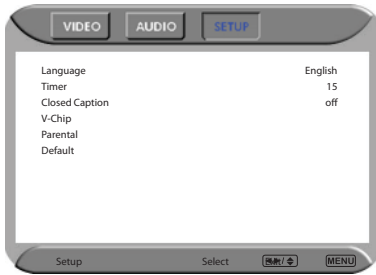 VIDEO AUDIO SETUP
Language English
Timer 15
Closed Caption off
V-Chip
Parental
Default
Setup Select MENU